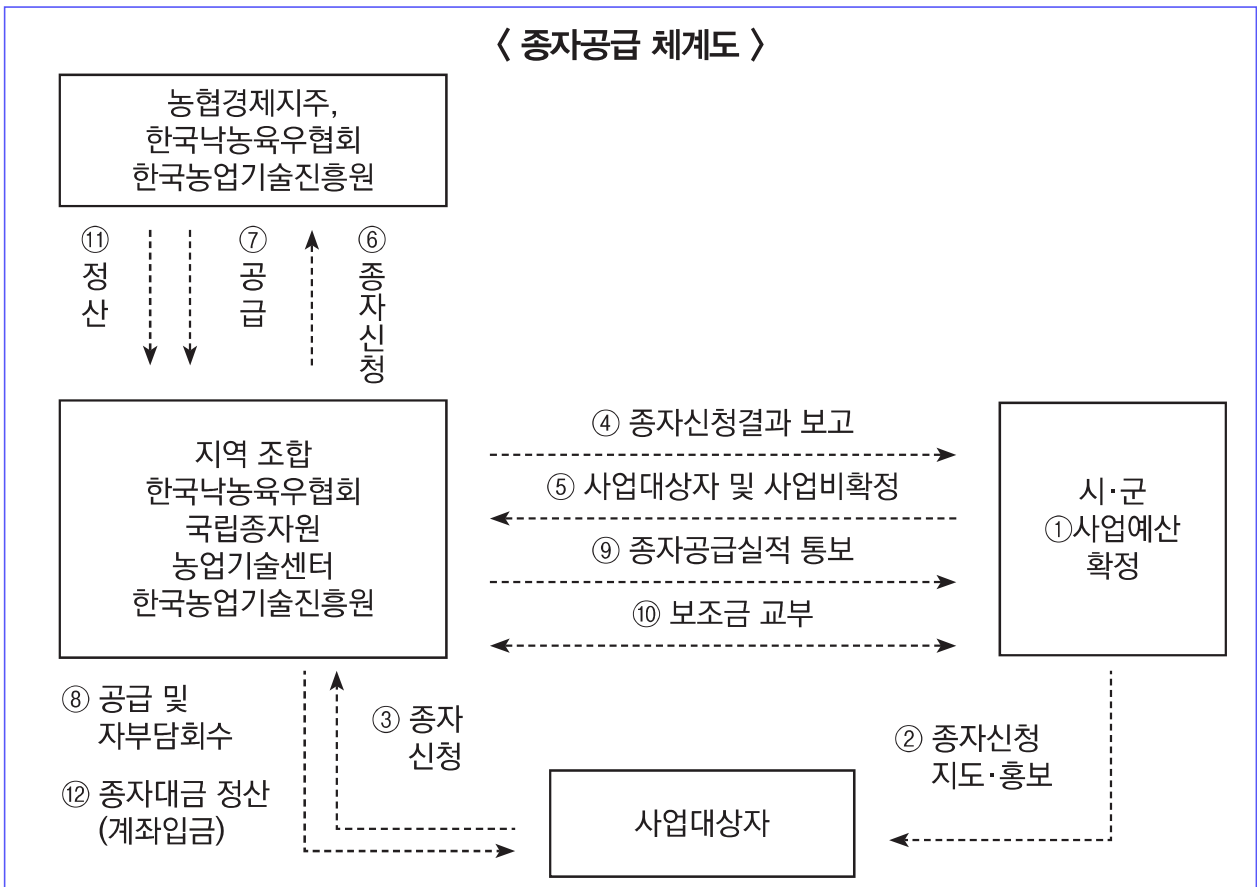 〈 종자공급 체계도 〉
농협경제지주,
한국낙농육우협회
한국농업기술진흥원
⑪ 정산
⑦ 공급
⑥ 종자신청
지역 조합
한국낙농육우협회
국립종자원
농업기술센터
한국농업기술진흥원
④ 종자신청결과 보고
⑤ 사업대상자 및 사업비확정
⑨ 종자공급실적 통보
⑩ 보조금 교부
시·군
①사업예산
확정
⑧ 공급 및
자부담회수
⑫ 종자대금 정산
(계좌입금)
③ 종자
신청
② 종자신청
지도·홍보
사업대상자